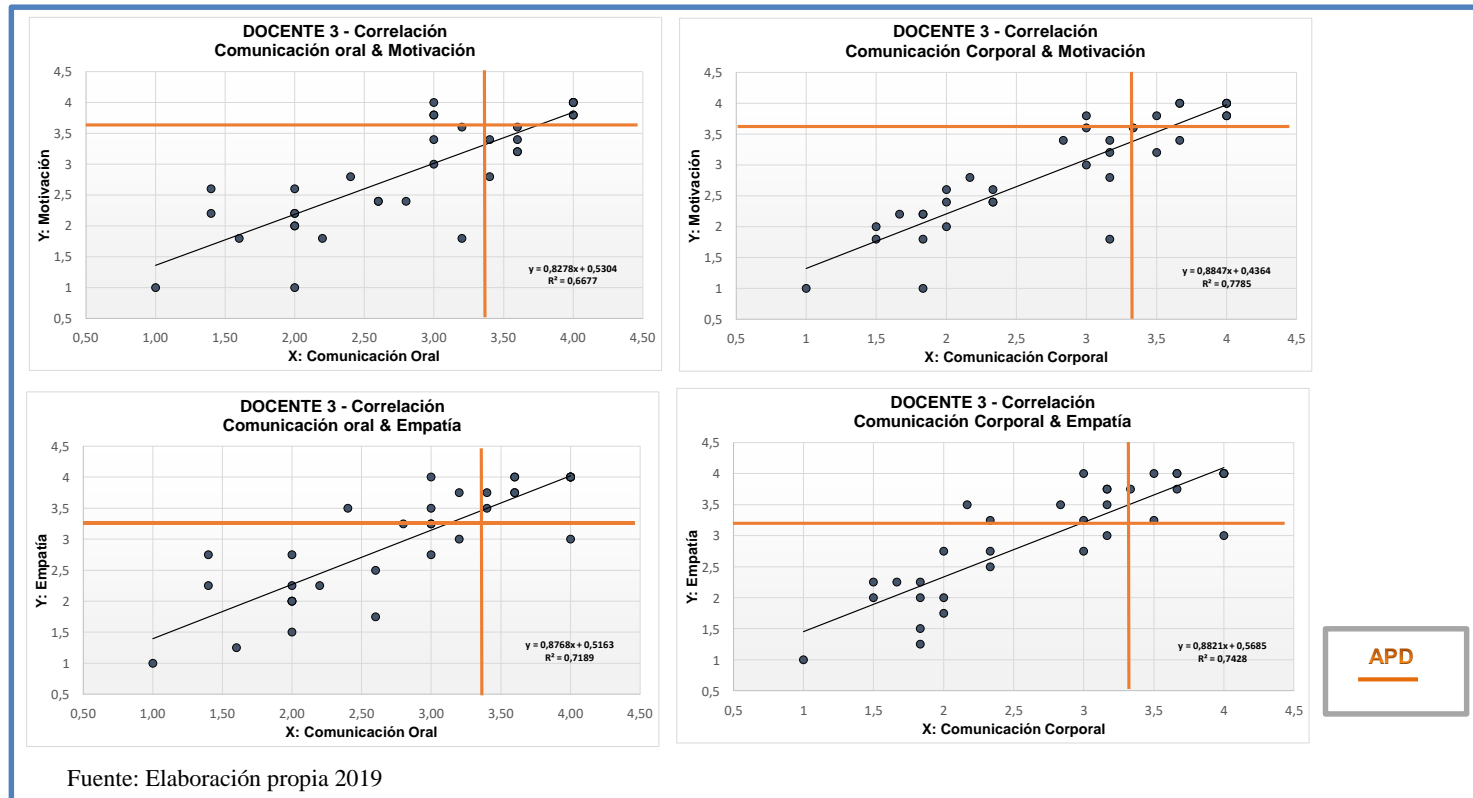 DOCENTE 3 - Correlación
Comunicación oral & Motivación
4,5
4
3,5
3
2,5
2
1,5
1
0,5
Y: Motivación
y = 0,8278x + 0,5304
R² = 0,6677
0,50 1,00 1,50 2,00 2,50 3,00 3,50 4,00 4,50
X: Comunicación Oral
DOCENTE 3 - Correlación
Comunicación Corporal & Motivación
4,5
4
3,5
3
2,5
2
1,5
1
0,5
Y: Motivación
y = 0,8847x + 0,4364
R² = 0,7785
0,5 1 1,5 2 2,5 3 3,5 4 4,5
X: Comunicación Corporal
DOCENTE 3 - Correlación
Comunicación oral & Empatía
4,5
4
3,5
3
2,5
2
1,5
1
0,5
Y: Empatía
y = 0,8768x + 0,5163
R² = 0,7189
0,50 1,00 1,50 2,00 2,50 3,00 3,50 4,00 4,50
X: Comunicación Oral
DOCENTE 3 - Correlación
Comunicación Corporal & Empatía
4,5
4
3,5
3
2,5
2
1,5
1
0,5
Y: Empatía
y = 0,8821x + 0,5685
R² = 0,7428
0,5 1 1,5 2 2,5 3 3,5 4 4,5
X: Comunicación Corporal
APD
Fuente: Elaboración propia 2019